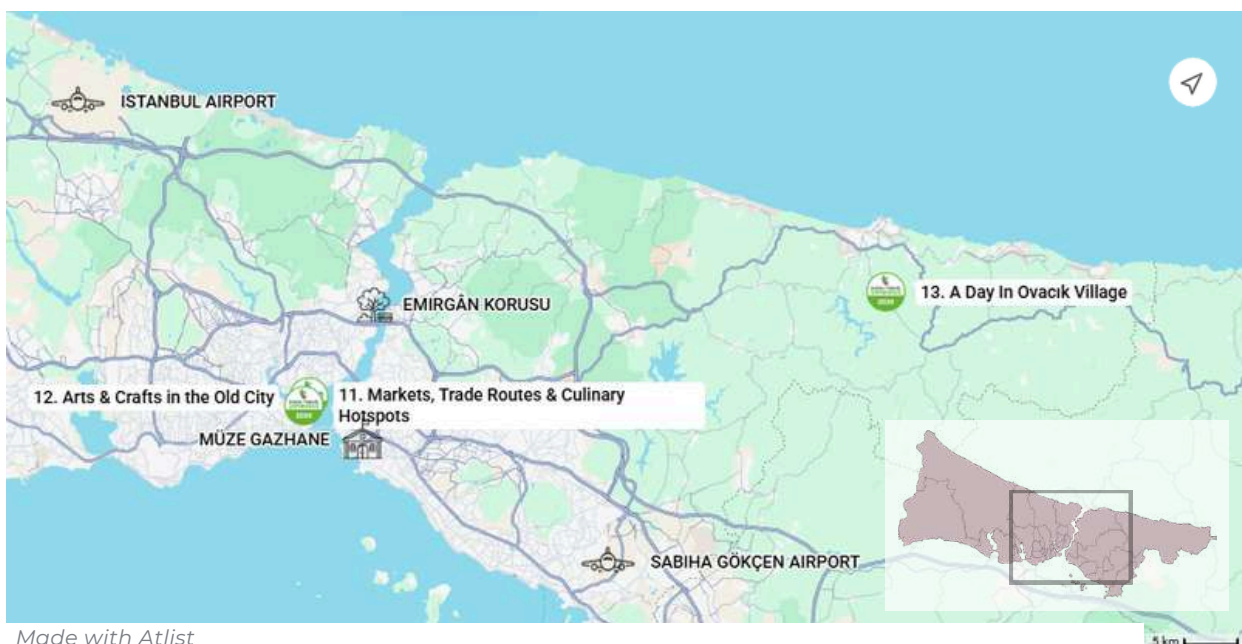 ISTANBUL AIRPORT
EMIRGÂN KORUSU
13. A Day In Ovacık Village
12. Arts & Crafts in the Old City
11. Markets, Trade Routes & Culinary
Hotspots
MÜZE GAZHANE
SABIHA GÖKÇEN AIRPORT
Made with Atlist
5 km